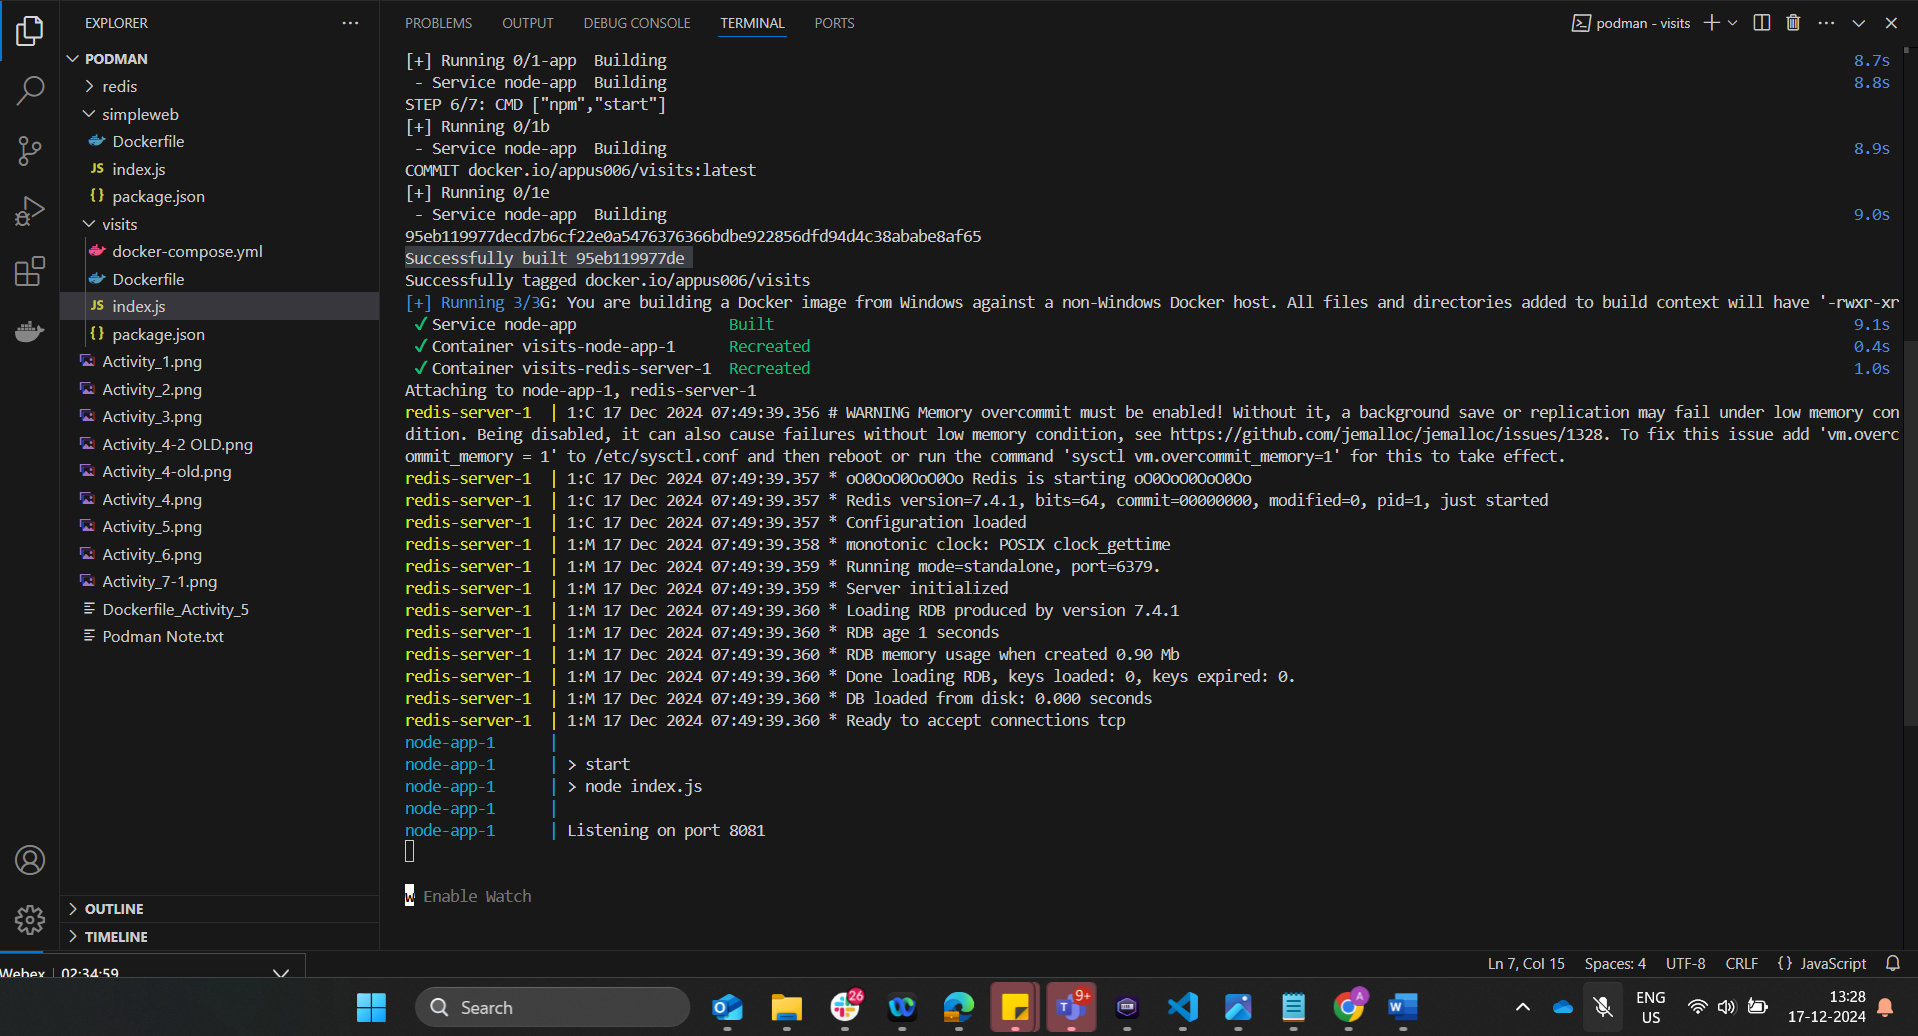 EXPLORER
PODMAN
redis
simpleweb
Dockerfile
JS index.js
{} package.json
visits
docker-compose.yml
Dockerfile
JS index.js
{} package.json
Activity_1.png
Activity_2.png
Activity_3.png
Activity_4-2 OLD.png
Activity_4-old.png
Activity_4.png
Activity_5.png
Activity_6.png
Activity_7-1.png
Dockerfile_Activity_5
Podman Note.txt
OUTLINE
TIMELINE
PROBLEMS OUTPUT DEBUG CONSOLE TERMINAL PORTS podman - visits
[+] Running 0/1-app  Building 8.7s
 - Service node-app  Building 8.8s
STEP 6/7: CMD ["npm","start"]
[+] Running 0/1b
 - Service node-app  Building 8.9s
COMMIT docker.io/appus006/visits:latest
[+] Running 0/1e
 - Service node-app  Building 9.0s
95eb119977decd7b6cf22e0a5476376366bdbe922856dfd94d4c38ababe8af65
Successfully built 95eb119977de
Successfully tagged docker.io/appus006/visits
[+] Running 3/3G: You are building a Docker image from Windows against a non-Windows Docker host. All files and directories added to build context will have '-rwxr-xr
✓ Service node-app Built 9.1s
✓ Container visits-node-app-1 Recreated 0.4s
✓ Container visits-redis-server-1 Recreated 1.0s
Attaching to node-app-1, redis-server-1
redis-server-1  | 1:C 17 Dec 2024 07:49:39.356 # WARNING Memory overcommit must be enabled! Without it, a background save or replication may fail under low memory con
dition. Being disabled, it can also cause failures without low memory condition, see https://github.com/jemalloc/jemalloc/issues/1328. To fix this issue add 'vm.overc
ommit_memory = 1' to /etc/sysctl.conf and then reboot or run the command 'sysctl vm.overcommit_memory=1' for this to take effect.
redis-server-1  | 1:C 17 Dec 2024 07:49:39.357 * oO0OoO0OoO0Oo Redis is starting oO0OoO0OoO0Oo
redis-server-1  | 1:C 17 Dec 2024 07:49:39.357 * Redis version=7.4.1, bits=64, commit=00000000, modified=0, pid=1, just started
redis-server-1  | 1:C 17 Dec 2024 07:49:39.357 * Configuration loaded
redis-server-1  | 1:M 17 Dec 2024 07:49:39.358 * monotonic clock: POSIX clock_gettime
redis-server-1  | 1:M 17 Dec 2024 07:49:39.359 * Running mode=standalone, port=6379.
redis-server-1  | 1:M 17 Dec 2024 07:49:39.359 * Server initialized
redis-server-1  | 1:M 17 Dec 2024 07:49:39.360 * Loading RDB produced by version 7.4.1
redis-server-1  | 1:M 17 Dec 2024 07:49:39.360 * RDB age 1 seconds
redis-server-1  | 1:M 17 Dec 2024 07:49:39.360 * RDB memory usage when created 0.90 Mb
redis-server-1  | 1:M 17 Dec 2024 07:49:39.360 * Done loading RDB, keys loaded: 0, keys expired: 0.
redis-server-1  | 1:M 17 Dec 2024 07:49:39.360 * DB loaded from disk: 0.000 seconds
redis-server-1  | 1:M 17 Dec 2024 07:49:39.360 * Ready to accept connections tcp
node-app-1      |
node-app-1      | > start
node-app-1      | > node index.js
node-app-1      |
node-app-1      | Listening on port 8081
w Enable Watch
Webex | 02:34:59
Ln 7, Col 15 Spaces: 4 UTF-8 CRLF {} JavaScript
Search
26
9+
A
ENG
US
13:28
17-12-2024